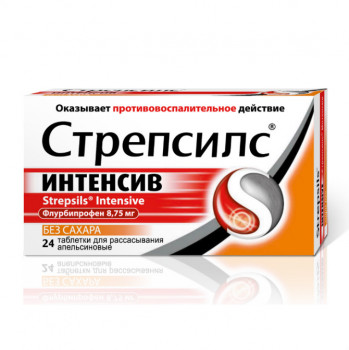 Оказывает противовоспалительное действие
Стрепсилс®
ИНТЕНСИВ
Strepsils® Intensive
Флурбипрофен 8,75 мг
БЕЗ САХАРА
24 таблетки для рассасывания
апельсиновые